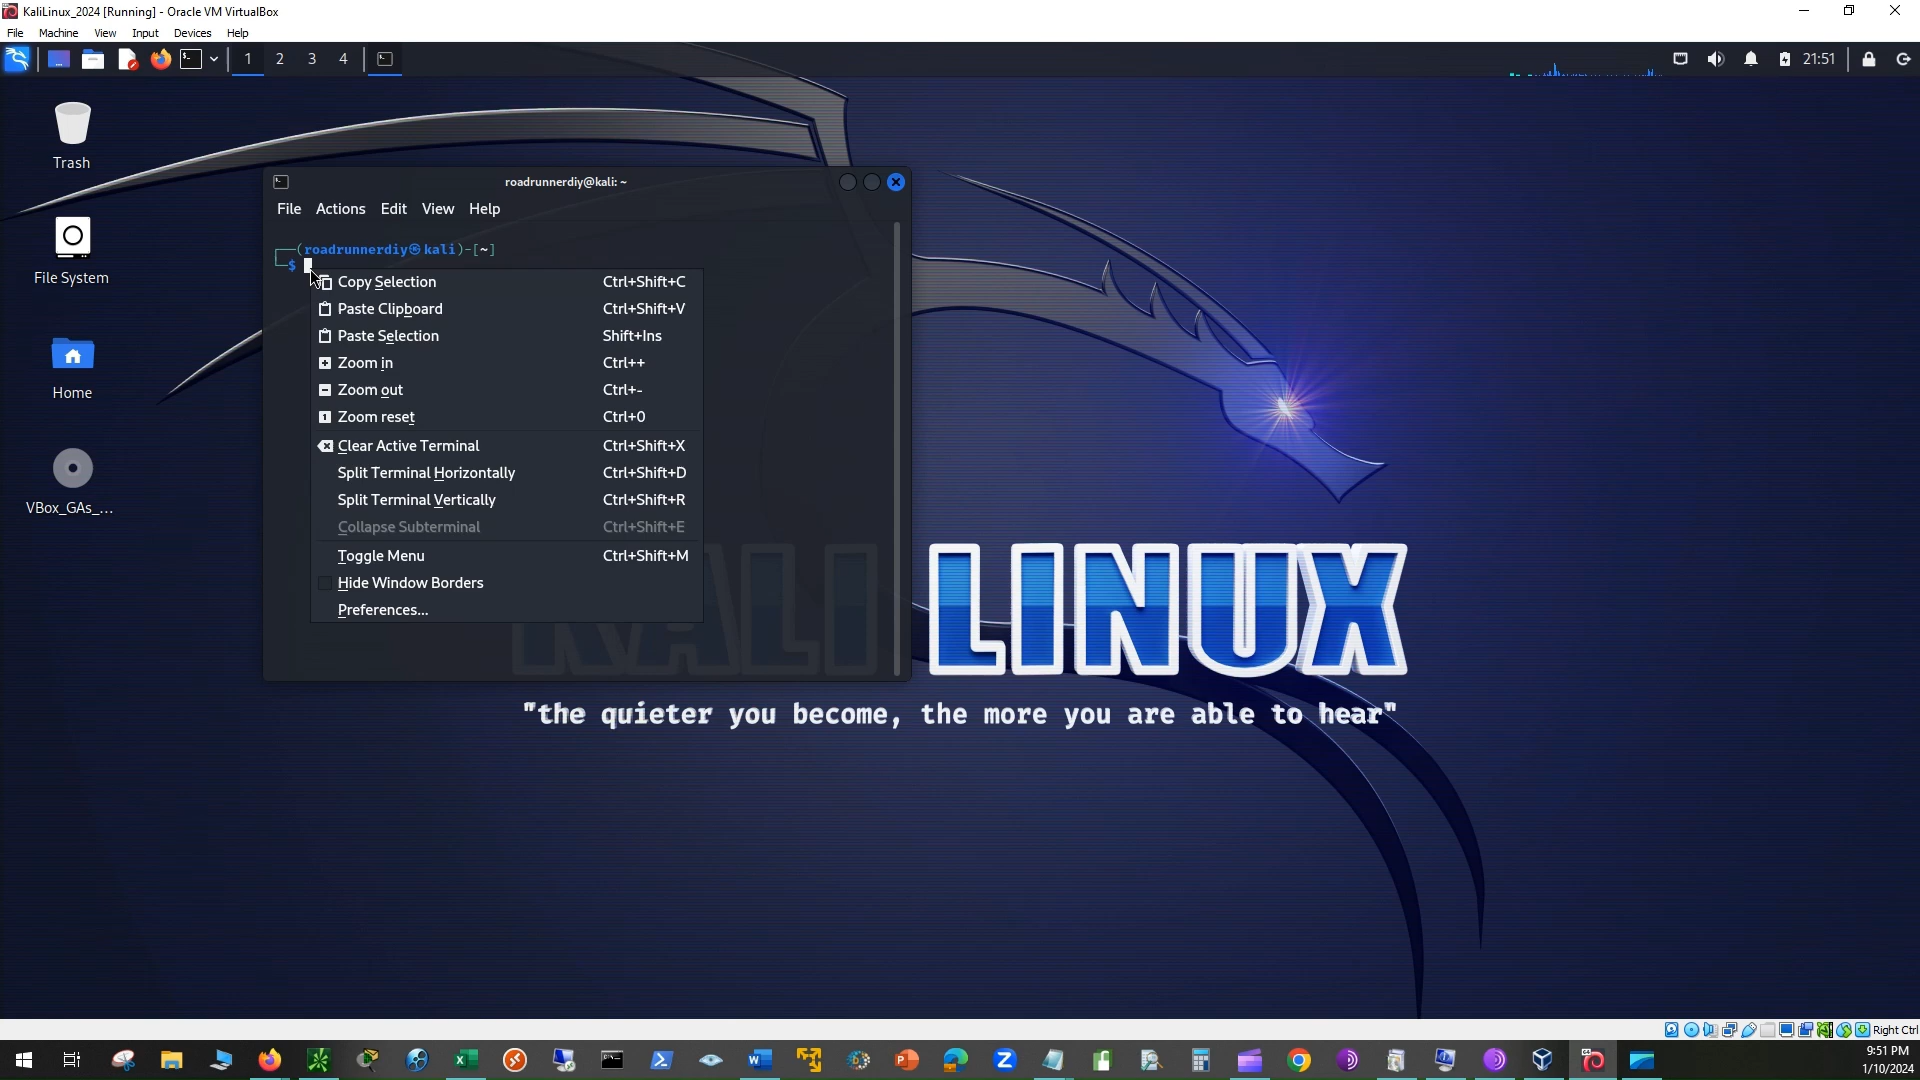 KaliLinux_2024 [Running] - Oracle VM VirtualBox
File Machine View Input Devices Help
1 2 3 4 21:51
Trash
File System
Home
VBox_GAs_...
roadrunnerdiy@kali: ~
File Actions Edit View Help
┌──(roadrunnerdiy㉿kali)-[~]
└─$
Copy Selection Ctrl+Shift+C
Paste Clipboard Ctrl+Shift+V
Paste Selection Shift+Ins
Zoom in Ctrl++
Zoom out Ctrl+-
Zoom reset Ctrl+0
Clear Active Terminal Ctrl+Shift+X
Split Terminal Horizontally Ctrl+Shift+D
Split Terminal Vertically Ctrl+Shift+R
Collapse Subterminal Ctrl+Shift+E
Toggle Menu Ctrl+Shift+M
Hide Window Borders
Preferences...
KALI LINUX
"the quieter you become, the more you are able to hear"
Right Ctrl
9:51 PM
1/10/2024